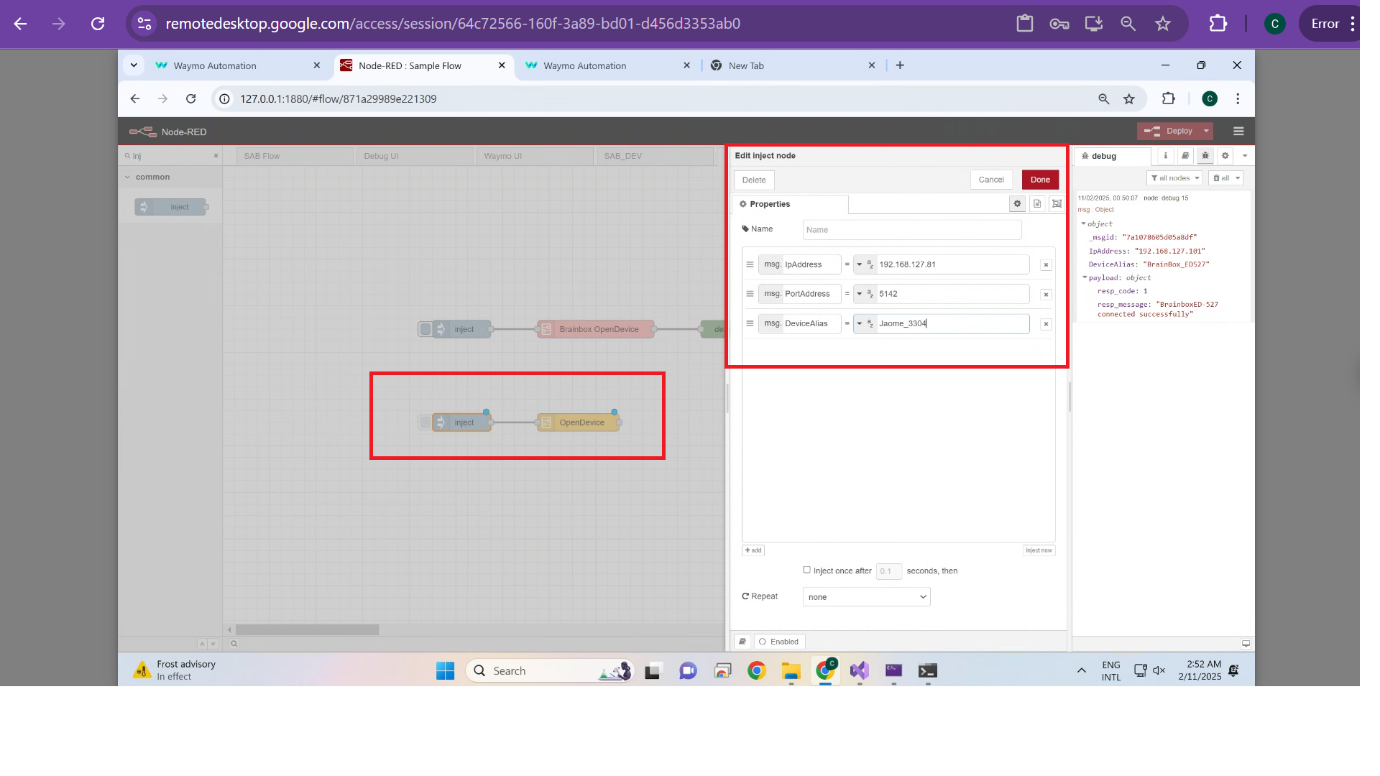 remotedesktop.google.com/access/session/64c72566-160f-3a89-bd01-d456d3353ab0
C
Error
Waymo Automation
Node-RED : Sample Flow
Waymo Automation
New Tab
127.0.0.1:1880/#flow/871a29989e221309
C
Node-RED
Deploy
inj
SAB Flow
Debug UI
Waymo UI
SAB_DEV
common
inject
inject
Brainbox OpenDevice
inject
OpenDevice
Edit inject node
Delete
Cancel
Done
Properties
Name
Name
msg. IpAddress = 192.168.127.81
msg. PortAddress = 5142
msg. DeviceAlias = Jaome_3304
+ add
inject now
Inject once after 0.1 seconds, then
Repeat
none
Enabled
debug
i
all nodes
all
11/02/2025, 00:50:07 node: debug 15
msg : Object
object
_msgid: "7a1078605d05a8df"
IpAddress: "192.168.127.101"
DeviceAlias: "BrainBox_ED527"
payload: object
resp_code: 1
resp_message: "BrainboxED-527
connected successfully"
Frost advisory
In effect
Search
C
ENG
INTL
2:52 AM
2/11/2025